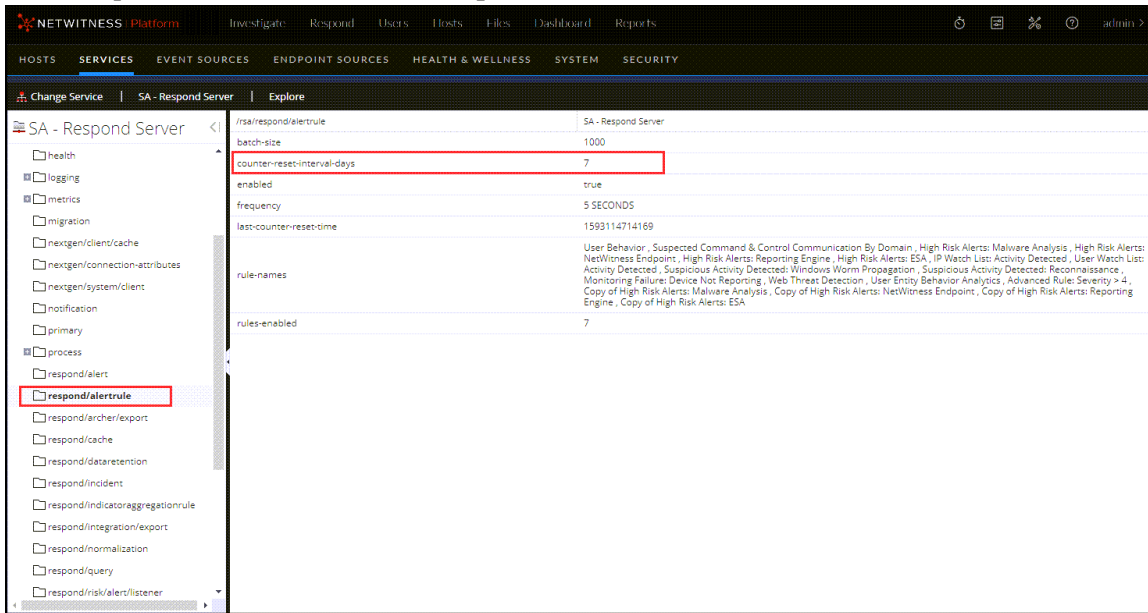 NETWITNESS Platform Investigate Respond Users Hosts Files Dashboard Reports admin >
HOSTS SERVICES EVENT SOURCES ENDPOINT SOURCES HEALTH & WELLNESS SYSTEM SECURITY
Change Service | SA - Respond Server | Explore
SA - Respond Server
health
logging
metrics
migration
nextgen/client/cache
nextgen/connection-attributes
nextgen/system/client
notification
primary
process
respond/alert
respond/alertrule
respond/archer/export
respond/cache
respond/dataretention
respond/incident
respond/indicatoraggregationrule
respond/integration/export
respond/normalization
respond/query
respond/risk/alert/listener
/rsa/respond/alertrule SA - Respond Server
batch-size 1000
counter-reset-interval-days 7
enabled true
frequency 5 SECONDS
last-counter-reset-time 1593114714169
rule-names
User Behavior , Suspected Command & Control Communication By Domain , High Risk Alerts: Malware Analysis , High Risk Alerts:
NetWitness Endpoint , High Risk Alerts: Reporting Engine , High Risk Alerts: ESA , IP Watch List: Activity Detected , User Watch List:
Activity Detected , Suspicious Activity Detected: Windows Worm Propagation , Suspicious Activity Detected: Reconnaissance ,
Monitoring Failure: Device Not Reporting , Web Threat Detection , User Entity Behavior Analytics , Advanced Rule: Severity > 4 ,
Copy of High Risk Alerts: Malware Analysis , Copy of High Risk Alerts: NetWitness Endpoint , Copy of High Risk Alerts: Reporting
Engine , Copy of High Risk Alerts: ESA
rules-enabled 7